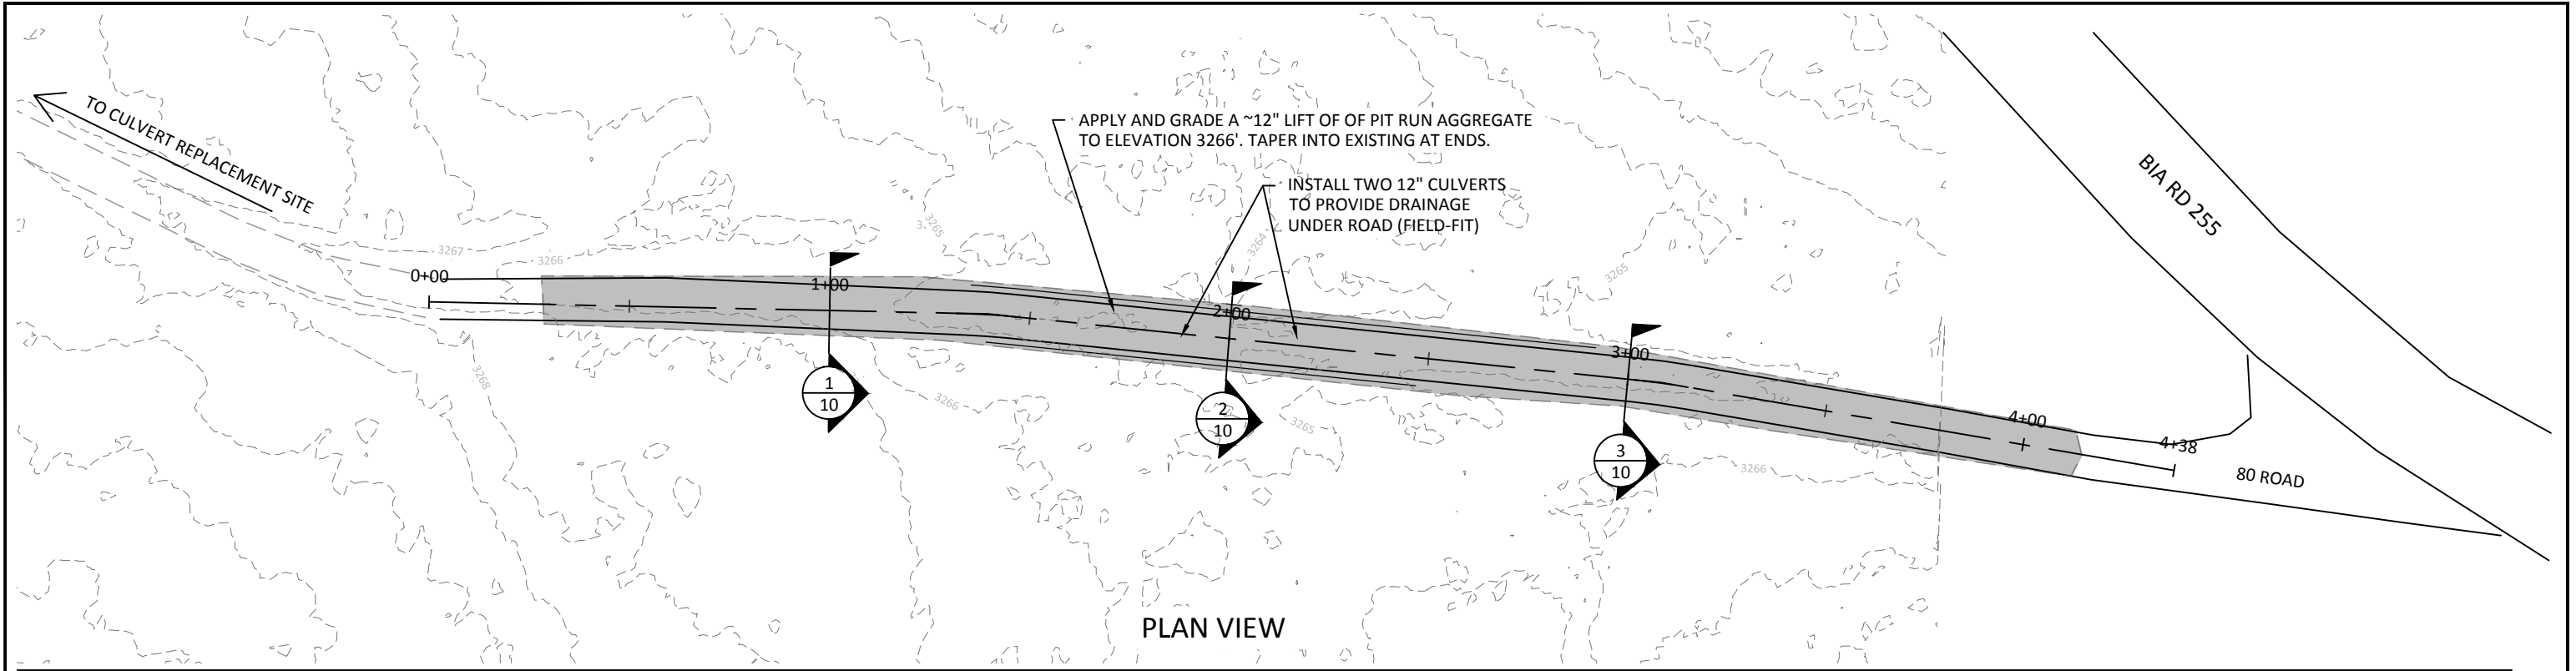 TO CULVERT REPLACEMENT SITE
APPLY AND GRADE A ~12" LIFT OF OF PIT RUN AGGREGATE
TO ELEVATION 3266'. TAPER INTO EXISTING AT ENDS.
INSTALL TWO 12" CULVERTS
TO PROVIDE DRAINAGE
UNDER ROAD (FIELD-FIT)
BIA RD 255
3267
3266
3265
3264
3265
0+00
1+00
2+00
3+00
4+00
4+38
80 ROAD
3268
3266
3265
3266
1
10
2
10
3
10
PLAN VIEW